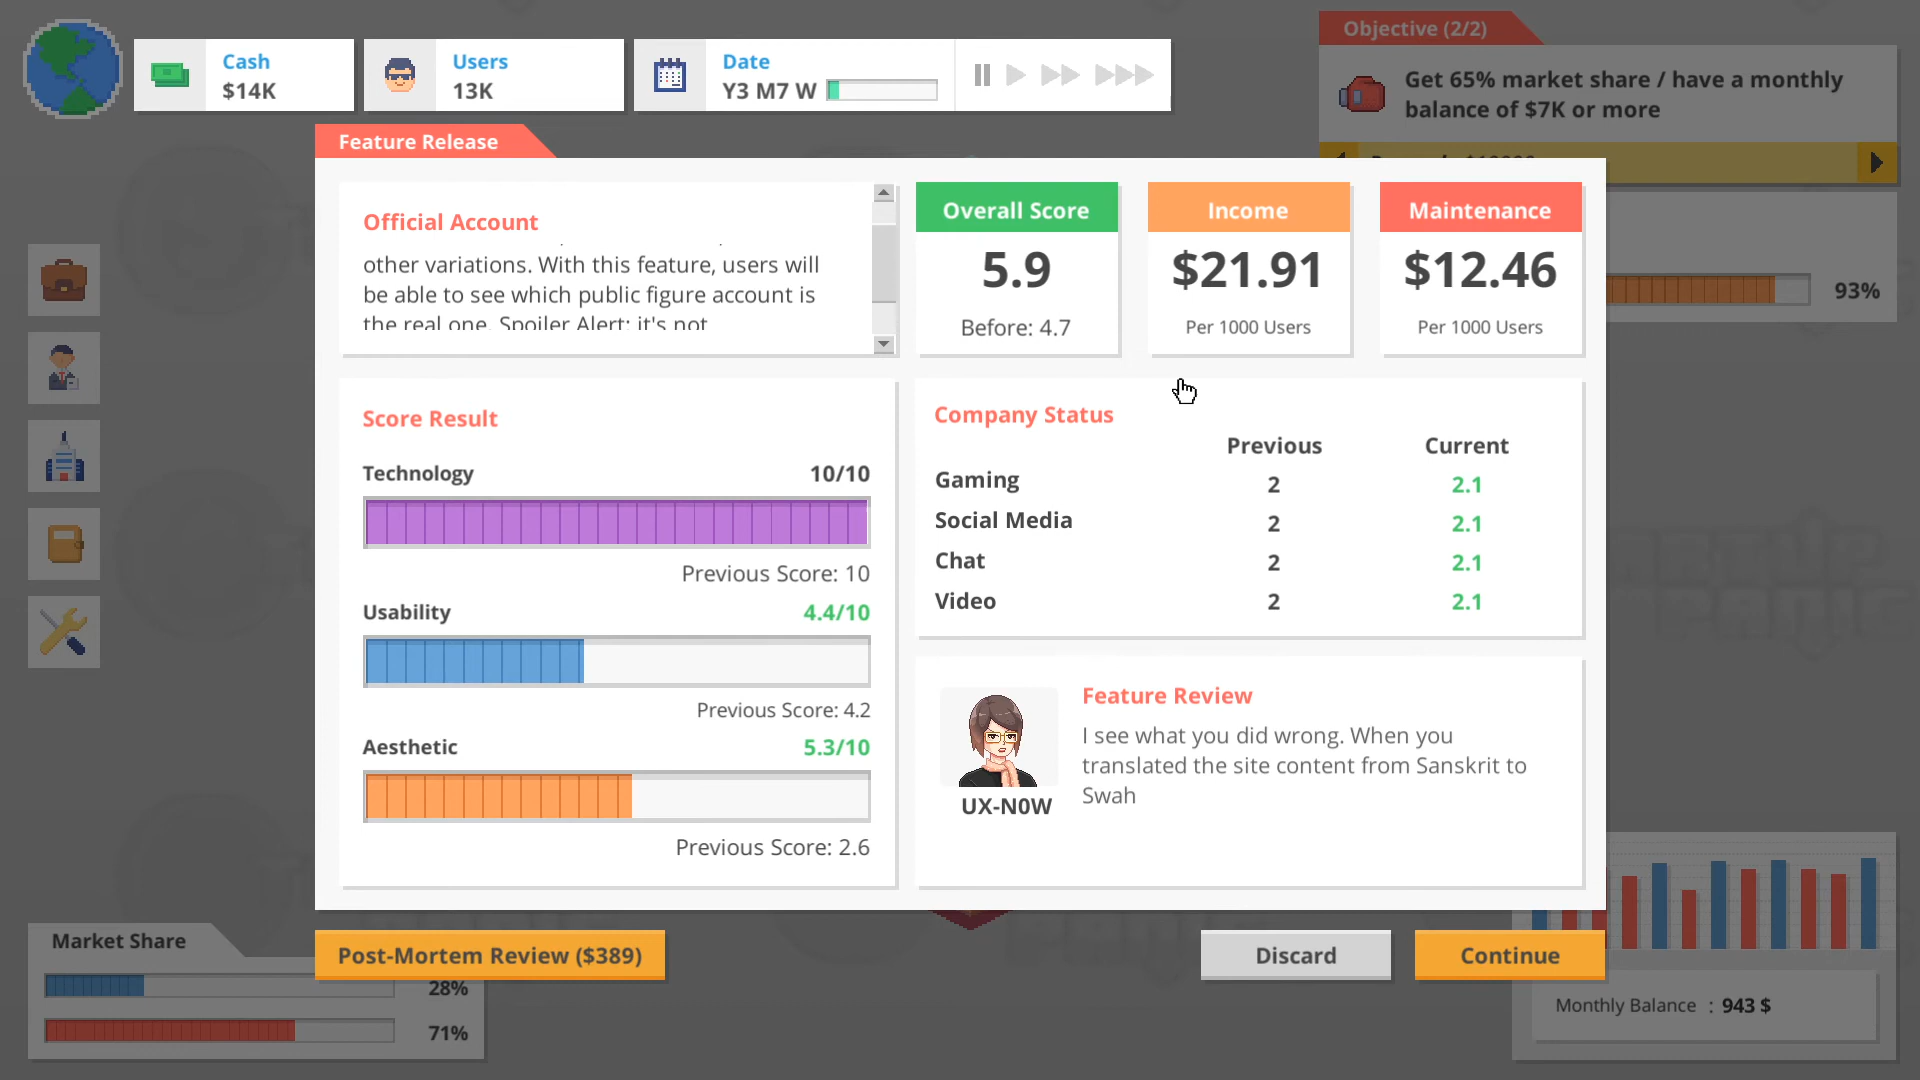 Cash
$14K
Users
13K
Date
Y3 M7 W
Objective (2/2)
Get 65% market share / have a monthly
balance of $7K or more
93%
Feature Release
Official Account
other variations. With this feature, users will
be able to see which public figure account is
the real one. Spoiler Alert: it's not
Overall Score
5.9
Before: 4.7
Income
$21.91
Per 1000 Users
Maintenance
$12.46
Per 1000 Users
Score Result
Technology 10/10
Previous Score: 10
Usability 4.4/10
Previous Score: 4.2
Aesthetic 5.3/10
Previous Score: 2.6
Company Status
Previous Current
Gaming 2 2.1
Social Media 2 2.1
Chat 2 2.1
Video 2 2.1
Feature Review
I see what you did wrong. When you
translated the site content from Sanskrit to
Swah
UX-N0W
Market Share
28%
71%
Post-Mortem Review ($389)
Discard
Continue
Monthly Balance : 943 $